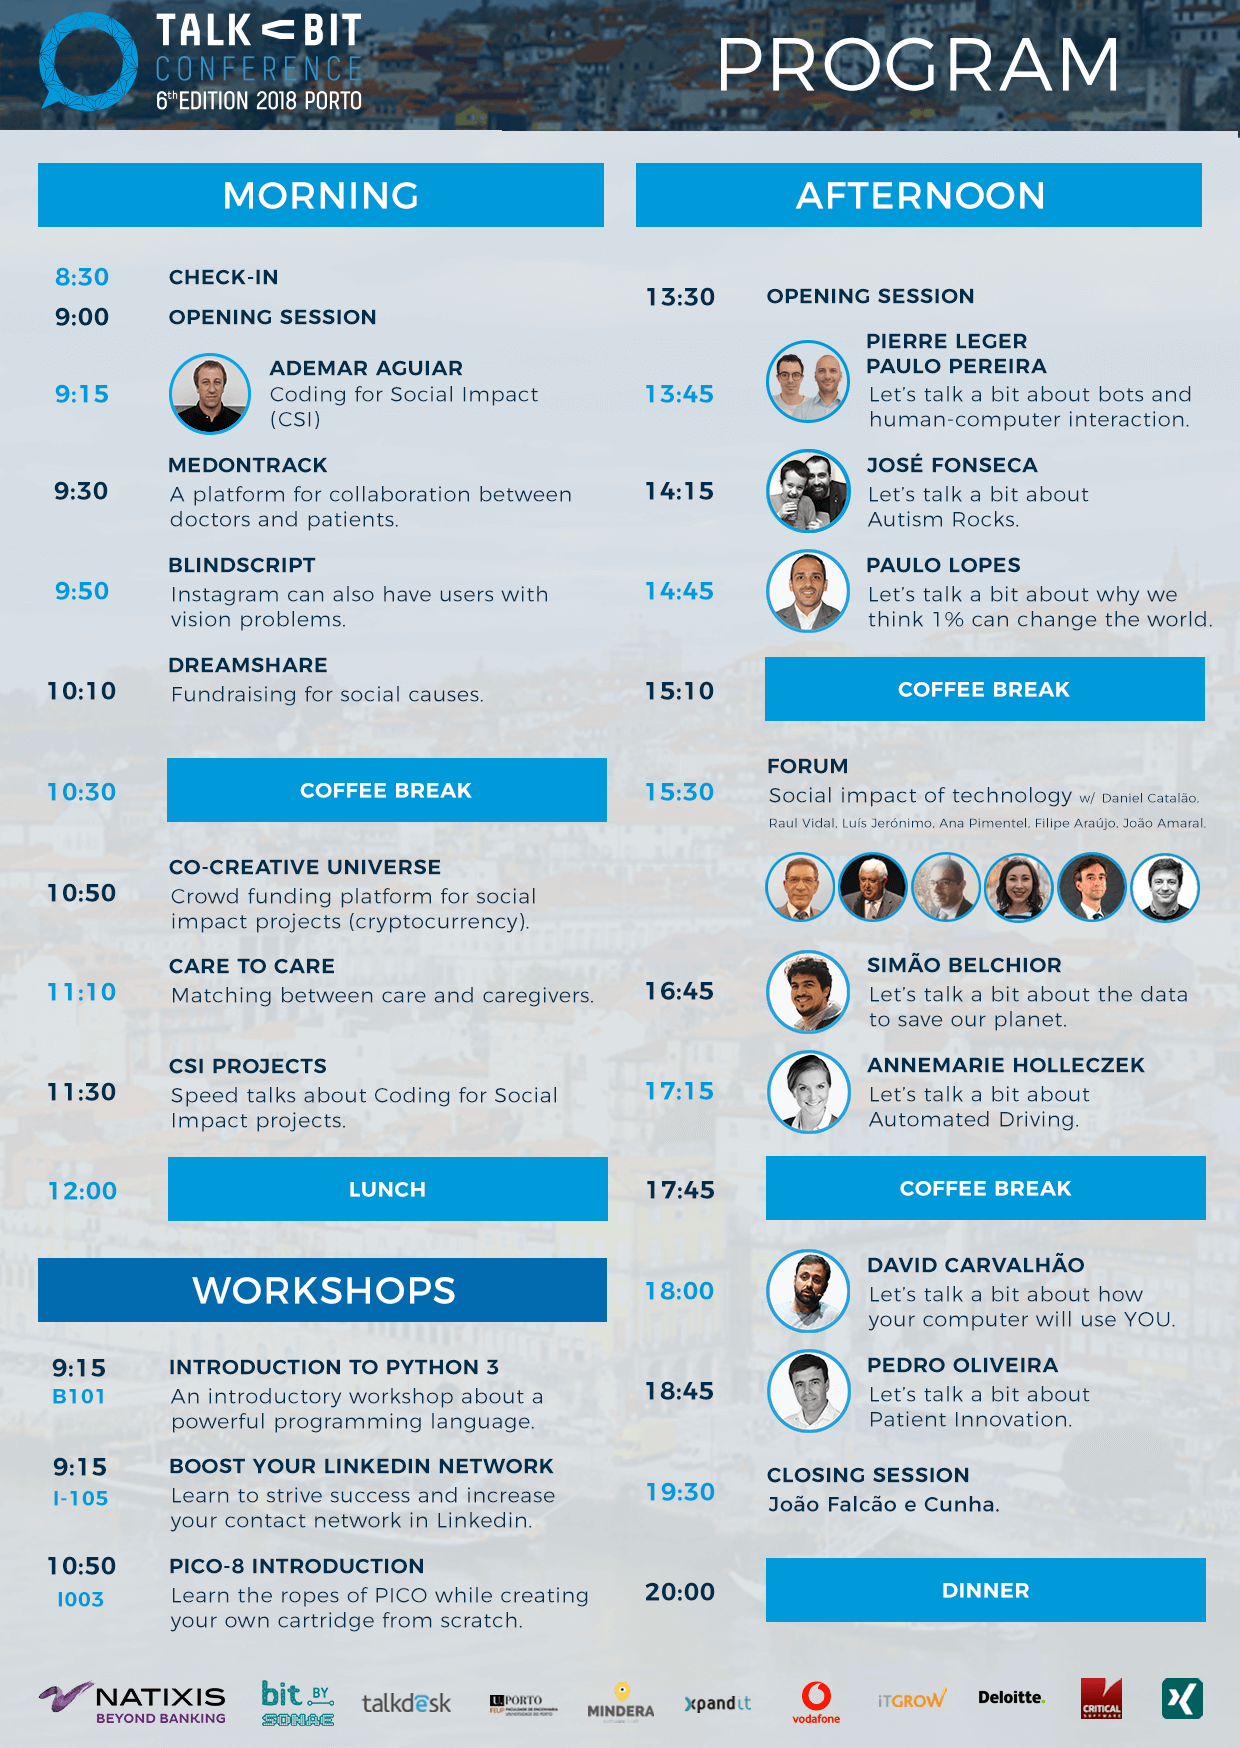 TALK A BIT
CONFERENCE
6th EDITION 2018 PORTO
PROGRAM
MORNING
8:30 CHECK-IN
9:00 OPENING SESSION
9:15 ADEMAR AGUIAR
Coding for Social Impact
(CSI)
9:30 MEDONTRACK
A platform for collaboration between
doctors and patients.
9:50 BLINDSCRIPT
Instagram can also have users with
vision problems.
10:10 DREAMSHARE
Fundraising for social causes.
10:30 COFFEE BREAK
10:50 CO-CREATIVE UNIVERSE
Crowd funding platform for social
impact projects (cryptocurrency).
11:10 CARE TO CARE
Matching between care and caregivers.
11:30 CSI PROJECTS
Speed talks about Coding for Social
Impact projects.
12:00 LUNCH
WORKSHOPS
9:15 INTRODUCTION TO PYTHON 3
B101 An introductory workshop about a
powerful programming language.
9:15 BOOST YOUR LINKEDIN NETWORK
I-105 Learn to strive success and increase
your contact network in Linkedin.
10:50 PICO-8 INTRODUCTION
I003 Learn the ropes of PICO while creating
your own cartridge from scratch.
AFTERNOON
13:30 OPENING SESSION
PIERRE LEGER
PAULO PEREIRA
13:45 Let's talk a bit about bots and
human-computer interaction.
JOSÉ FONSECA
14:15 Let's talk a bit about
Autism Rocks.
PAULO LOPES
14:45 Let's talk a bit about why we
think 1% can change the world.
15:10 COFFEE BREAK
FORUM
15:30 Social impact of technology w/ Daniel Catalão,
Raul Vidal, Luís Jerónimo, Ana Pimentel, Filipe Araújo, João Amaral.
SIMÃO BELCHIOR
16:45 Let's talk a bit about the data
to save our planet.
ANNEMARIE HOLLECZEK
17:15 Let's talk a bit about
Automated Driving.
17:45 COFFEE BREAK
DAVID CARVALHÃO
18:00 Let's talk a bit about how
your computer will use YOU.
PEDRO OLIVEIRA
18:45 Let's talk a bit about
Patient Innovation.
CLOSING SESSION
19:30 João Falcão e Cunha.
20:00 DINNER
NATIXIS
BEYOND BANKING
bit BY
SONAE
talkdesk
U.PORTO
FEUP FACULDADE DE ENGENHARIA
UNIVERSIDADE DO PORTO
MINDERA
xpandit
vodafone
iTGROW
Deloitte.
CRITICAL
SOFTWARE